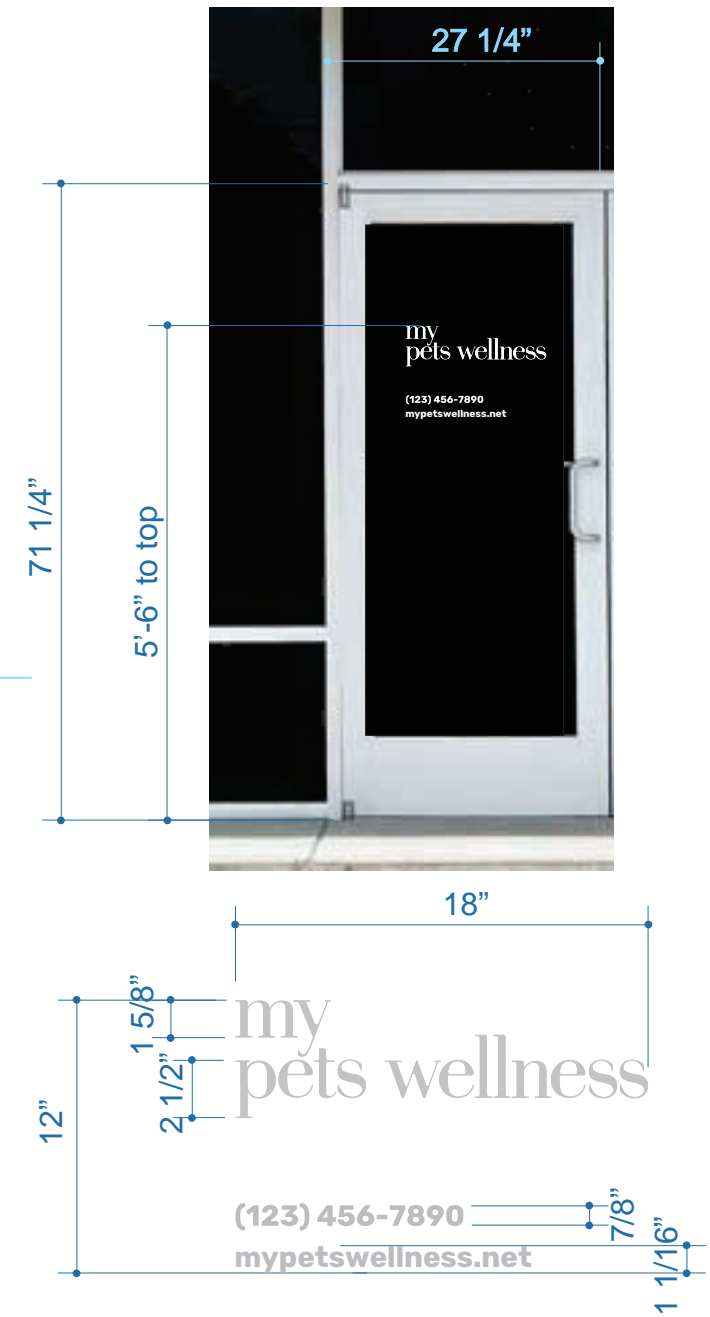 27 1/4”
my
pets wellness
(123) 456-7890
mypetswellness.net
71 1/4”
5’-6” to top
18”
1 5/8”
my
2 1/2”
pets wellness
12”
(123) 456-7890
7/8”
mypetswellness.net
1 1/16”